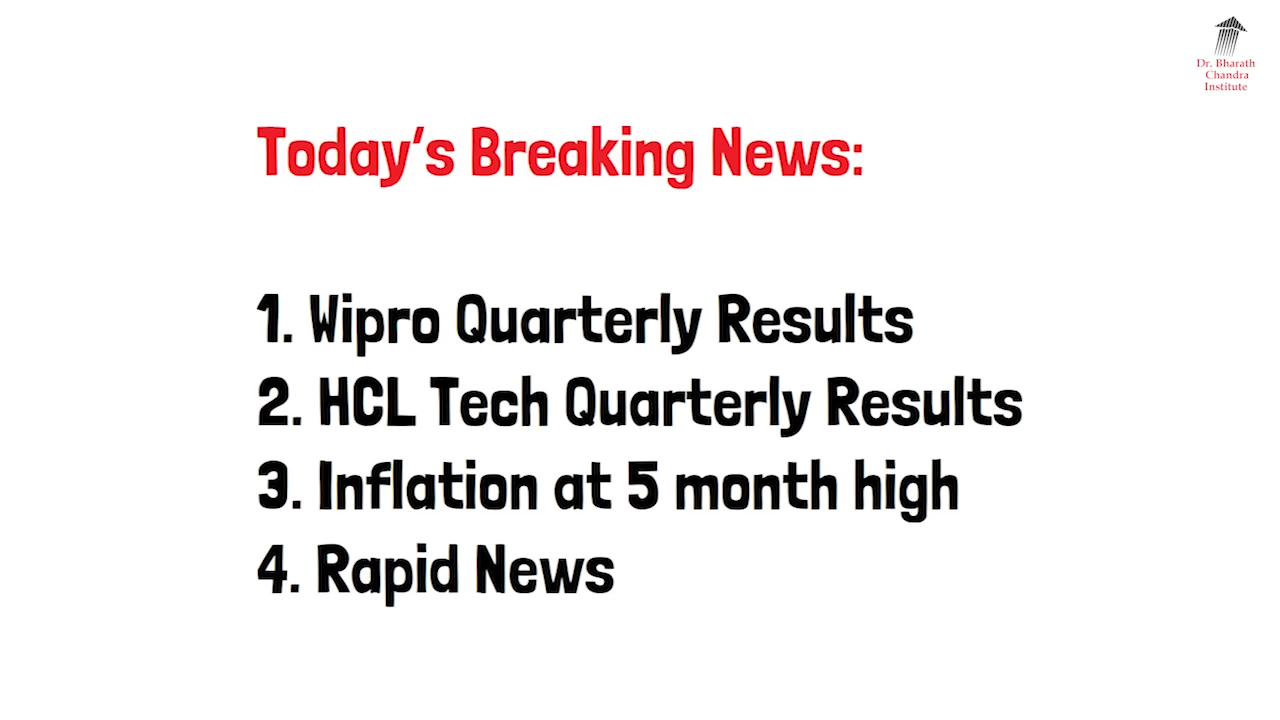 Dr. Bharath
Chandra
Institute
Today's Breaking News:
1. Wipro Quarterly Results
2. HCL Tech Quarterly Results
3. Inflation at 5 month high
4. Rapid News